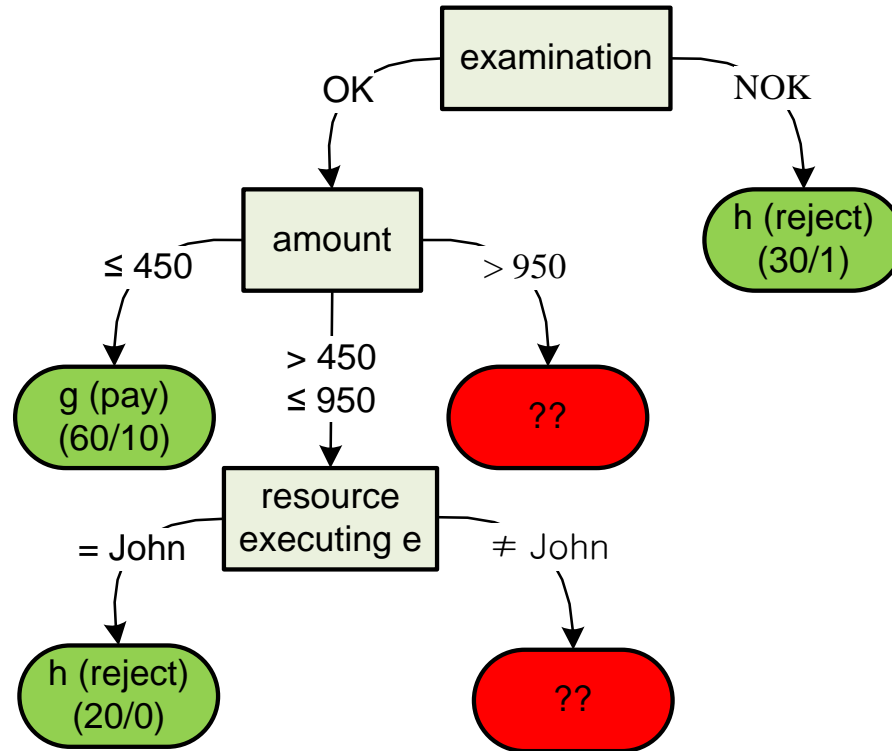 examination
OK
NOK
amount
h (reject)
(30/1)
≤ 450
> 950
> 450
≤ 950
g (pay)
(60/10)
??
resource
executing e
= John
≠ John
h (reject)
(20/0)
??